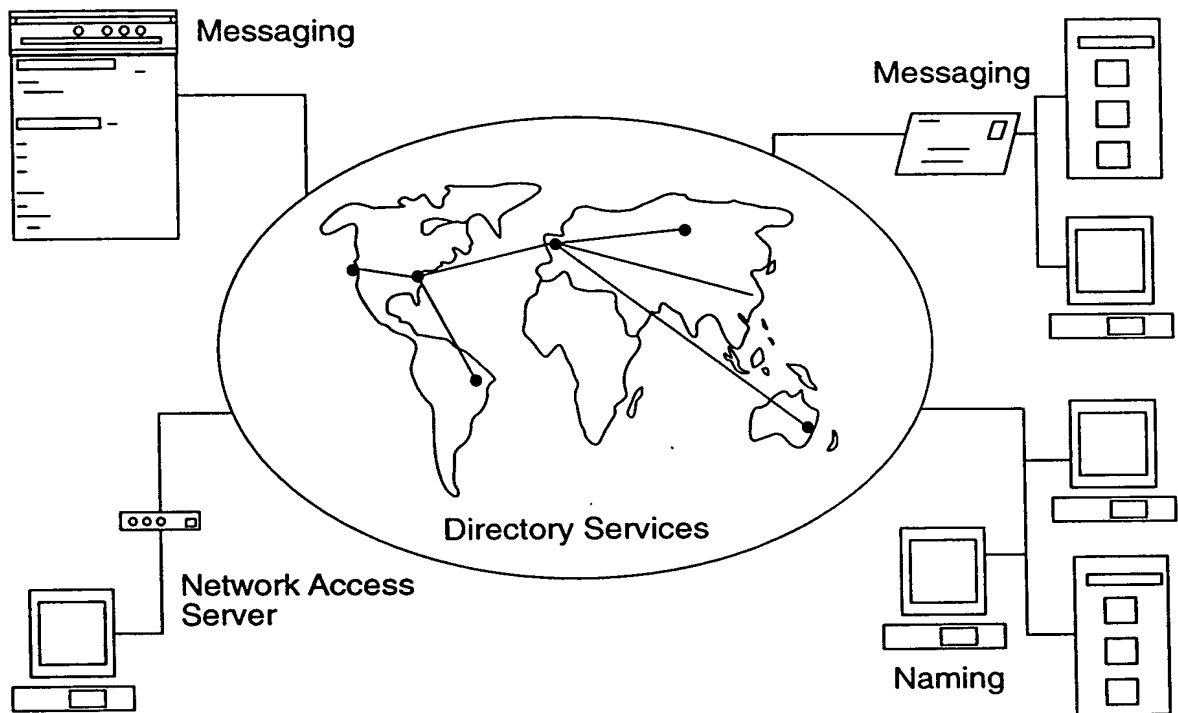 Messaging
Messaging
Directory Services
Network Access
Server
Naming